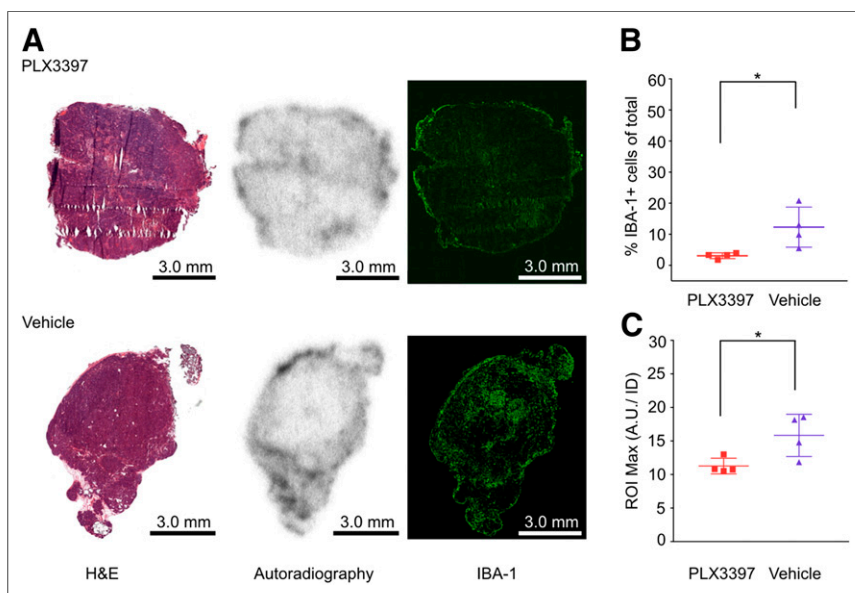 A
PLX3397
3.0 mm
3.0 mm
3.0 mm
Vehicle
3.0 mm
3.0 mm
3.0 mm
H&E
Autoradiography
IBA-1
B
*
% IBA-1+ cells of total
60
50
40
30
20
10
0
PLX3397
Vehicle
C
*
ROI Max (A.U./ ID)
30
25
20
15
10
5
0
PLX3397
Vehicle